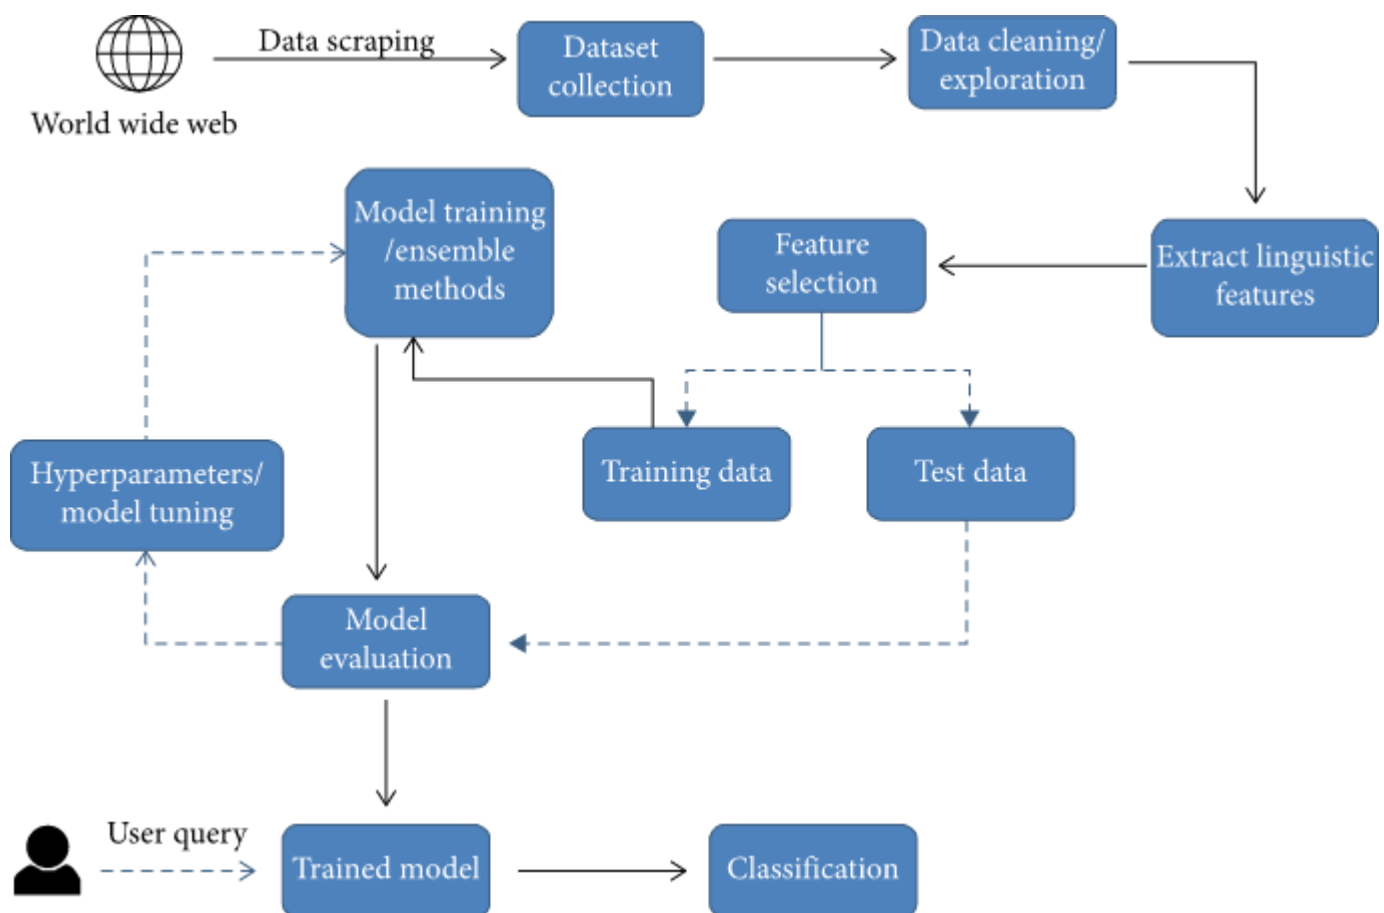 Data scraping
World wide web
Dataset
collection
Data cleaning/
exploration
Model training
/ensemble
methods
Feature
selection
Extract linguistic
features
Hyperparameters/
model tuning
Training data
Test data
Model
evaluation
User query
Trained model
Classification